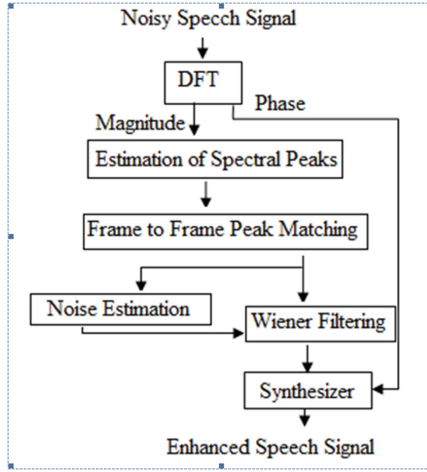 Noisy Specch Signal
DFT
Phase
Magnitude
Estimation of Spectral Peaks
Frame to Frame Peak Matching
Noise Estimation
Wiener Filtering
Synthesizer
Enhanced Speech Signal